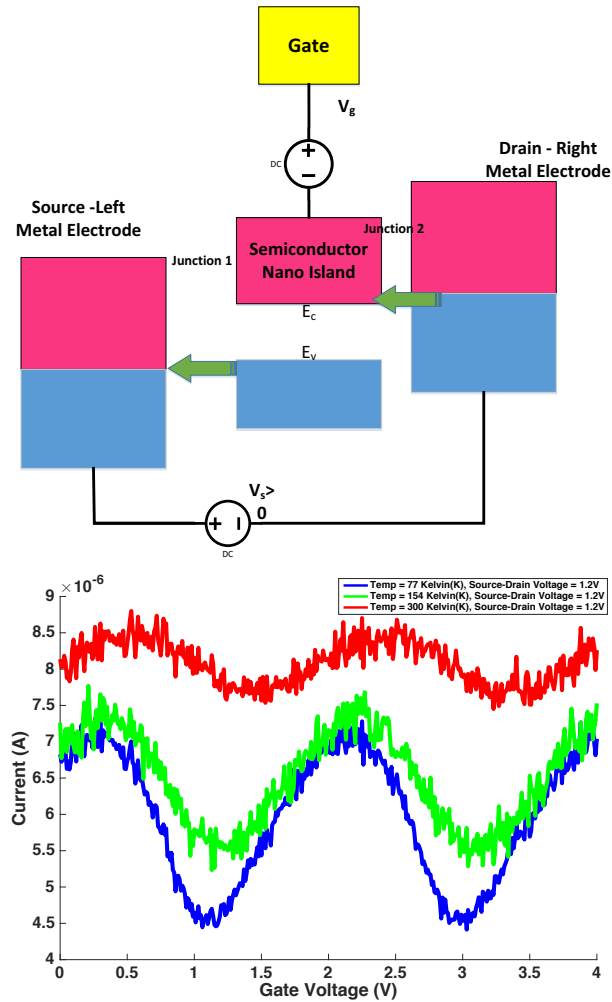 Gate
V_g
DC
+
−
Drain - Right
Metal Electrode
Source -Left
Metal Electrode
Junction 1
Semiconductor
Nano Island
Junction 2
E_c
E_v
V_s>
0
+
−
DC
× 10^-6
Temp = 77 Kelvin(K), Source-Drain Voltage = 1.2V
Temp = 154 Kelvin(K), Source-Drain Voltage = 1.2V
Temp = 300 Kelvin(K), Source-Drain Voltage = 1.2V
9
8.5
8
7.5
7
6.5
6
5.5
5
4.5
4
Current (A)
0 0.5 1 1.5 2 2.5 3 3.5 4
Gate Voltage (V)